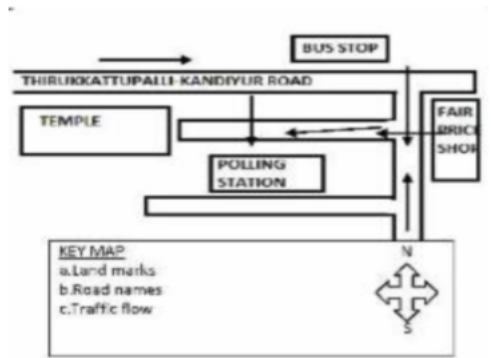 BUS STOP
THIRUKKATTUPALLI-KANDIYUR ROAD
TEMPLE
FAIR
PRICE
SHOP
POLLING
STATION
KEY MAP
a.Land marks
b.Road names
c.Traffic flow
N
S